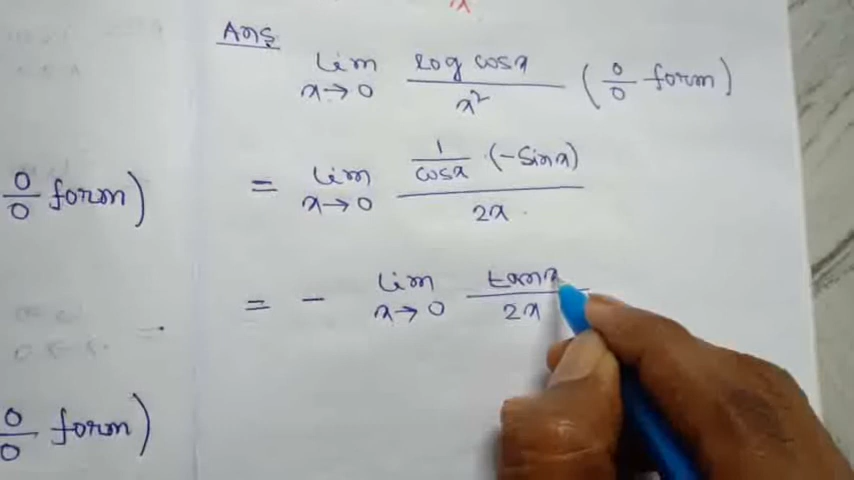 Ans:
lim x→0 log cosx / x² (0/0 form)
= lim x→0 1/cosx · (-sinx) / 2x
0/0 form)
= - lim x→0 tanx / 2x
0/0 form)